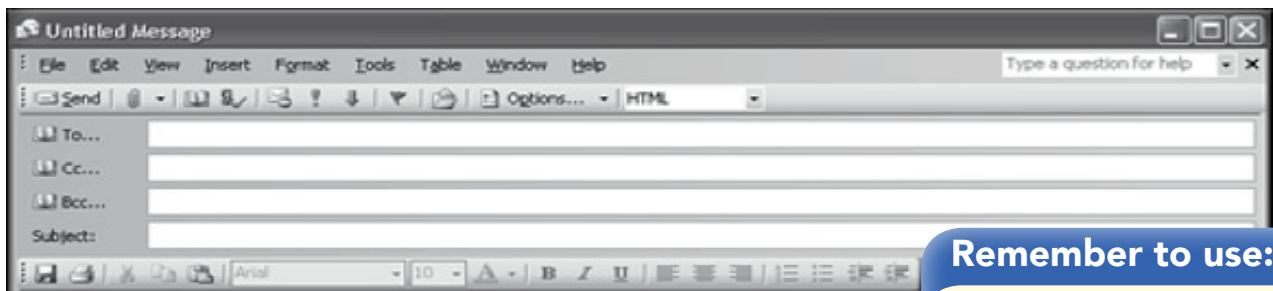 Untitled Message
File Edit View Insert Format Tools Table Window Help Type a question for help
Send Options... HTML
To...
Cc...
Bcc...
Subject:
Arial 10 A B I U
Remember to use: